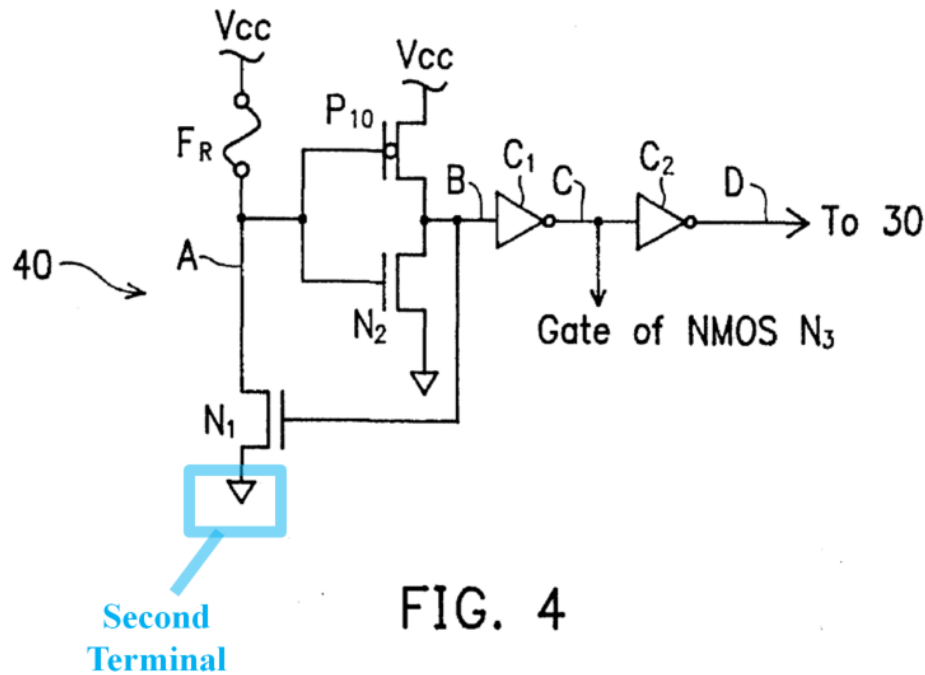 Vcc
Vcc
P10
FR
C1
C2
B
C
D
To 30
A
40
N2
Gate of NMOS N3
N1
Second
Terminal
FIG. 4